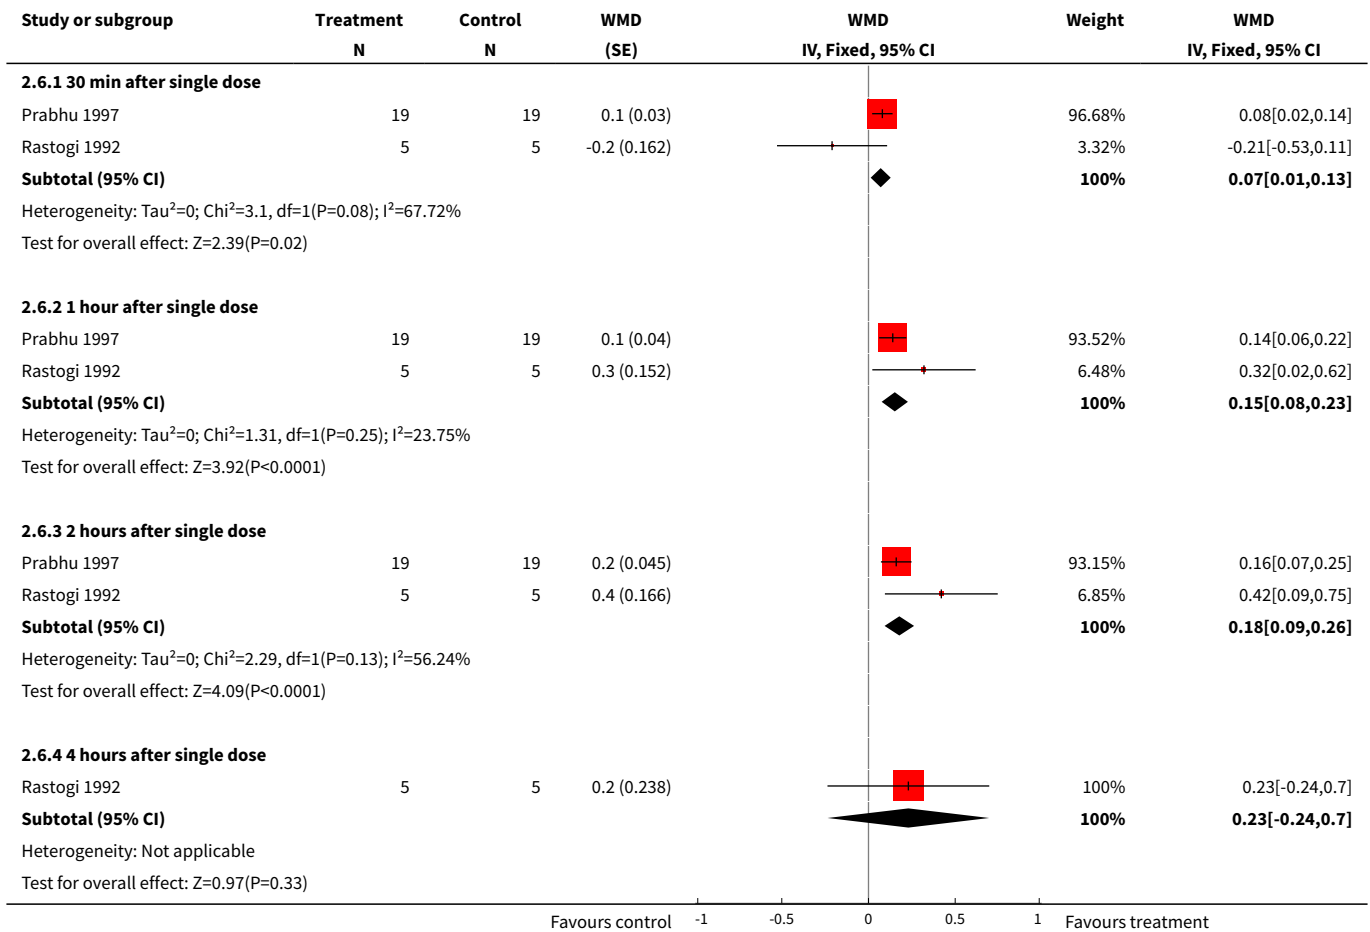 Study or subgroup Treatment Control WMD WMD Weight WMD
N N (SE) IV, Fixed, 95% CI IV, Fixed, 95% CI
2.6.1 30 min after single dose
Prabhu 1997 19 19 0.1 (0.03) 96.68% 0.08[0.02,0.14]
Rastogi 1992 5 5 -0.2 (0.162) 3.32% -0.21[-0.53,0.11]
Subtotal (95% CI) 100% 0.07[0.01,0.13]
Heterogeneity: Tau²=0; Chi²=3.1, df=1(P=0.08); I²=67.72%
Test for overall effect: Z=2.39(P=0.02)
2.6.2 1 hour after single dose
Prabhu 1997 19 19 0.1 (0.04) 93.52% 0.14[0.06,0.22]
Rastogi 1992 5 5 0.3 (0.152) 6.48% 0.32[0.02,0.62]
Subtotal (95% CI) 100% 0.15[0.08,0.23]
Heterogeneity: Tau²=0; Chi²=1.31, df=1(P=0.25); I²=23.75%
Test for overall effect: Z=3.92(P<0.0001)
2.6.3 2 hours after single dose
Prabhu 1997 19 19 0.2 (0.045) 93.15% 0.16[0.07,0.25]
Rastogi 1992 5 5 0.4 (0.166) 6.85% 0.42[0.09,0.75]
Subtotal (95% CI) 100% 0.18[0.09,0.26]
Heterogeneity: Tau²=0; Chi²=2.29, df=1(P=0.13); I²=56.24%
Test for overall effect: Z=4.09(P<0.0001)
2.6.4 4 hours after single dose
Rastogi 1992 5 5 0.2 (0.238) 100% 0.23[-0.24,0.7]
Subtotal (95% CI) 100% 0.23[-0.24,0.7]
Heterogeneity: Not applicable
Test for overall effect: Z=0.97(P=0.33)
Favours control -1 -0.5 0 0.5 1 Favours treatment